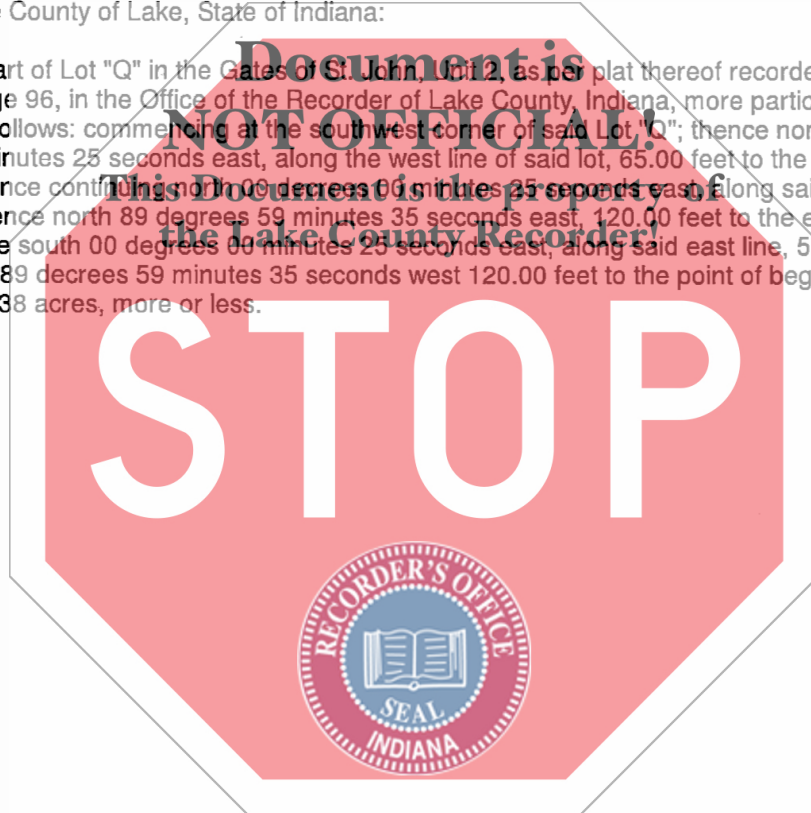 County of Lake, State of Indiana:
art of Lot "Q" in the Gates of St. John, Unit 2, as per plat thereof recorde
Document is
e 96, in the Office of the Recorder of Lake County, Indiana, more partic
NOT OFFICIAL!
ollows: commencing at the southwest corner of said Lot "Q"; thence nor
inutes 25 seconds east, along the west line of said lot, 65.00 feet to the
This Document is the property of
nce continuing north 00 decrees 00 minutes 25 seconds east, along sai
ence north 89 degrees 59 minutes 35 seconds east, 120.00 feet to the e
the Lake County Recorder!
e south 00 degrees 00 minutes 25 seconds east, along said east line, 5
89 decrees 59 minutes 35 seconds west 120.00 feet to the point of beg
38 acres, more or less.
STOP
RECORDER'S OFFICE
SEAL
INDIANA